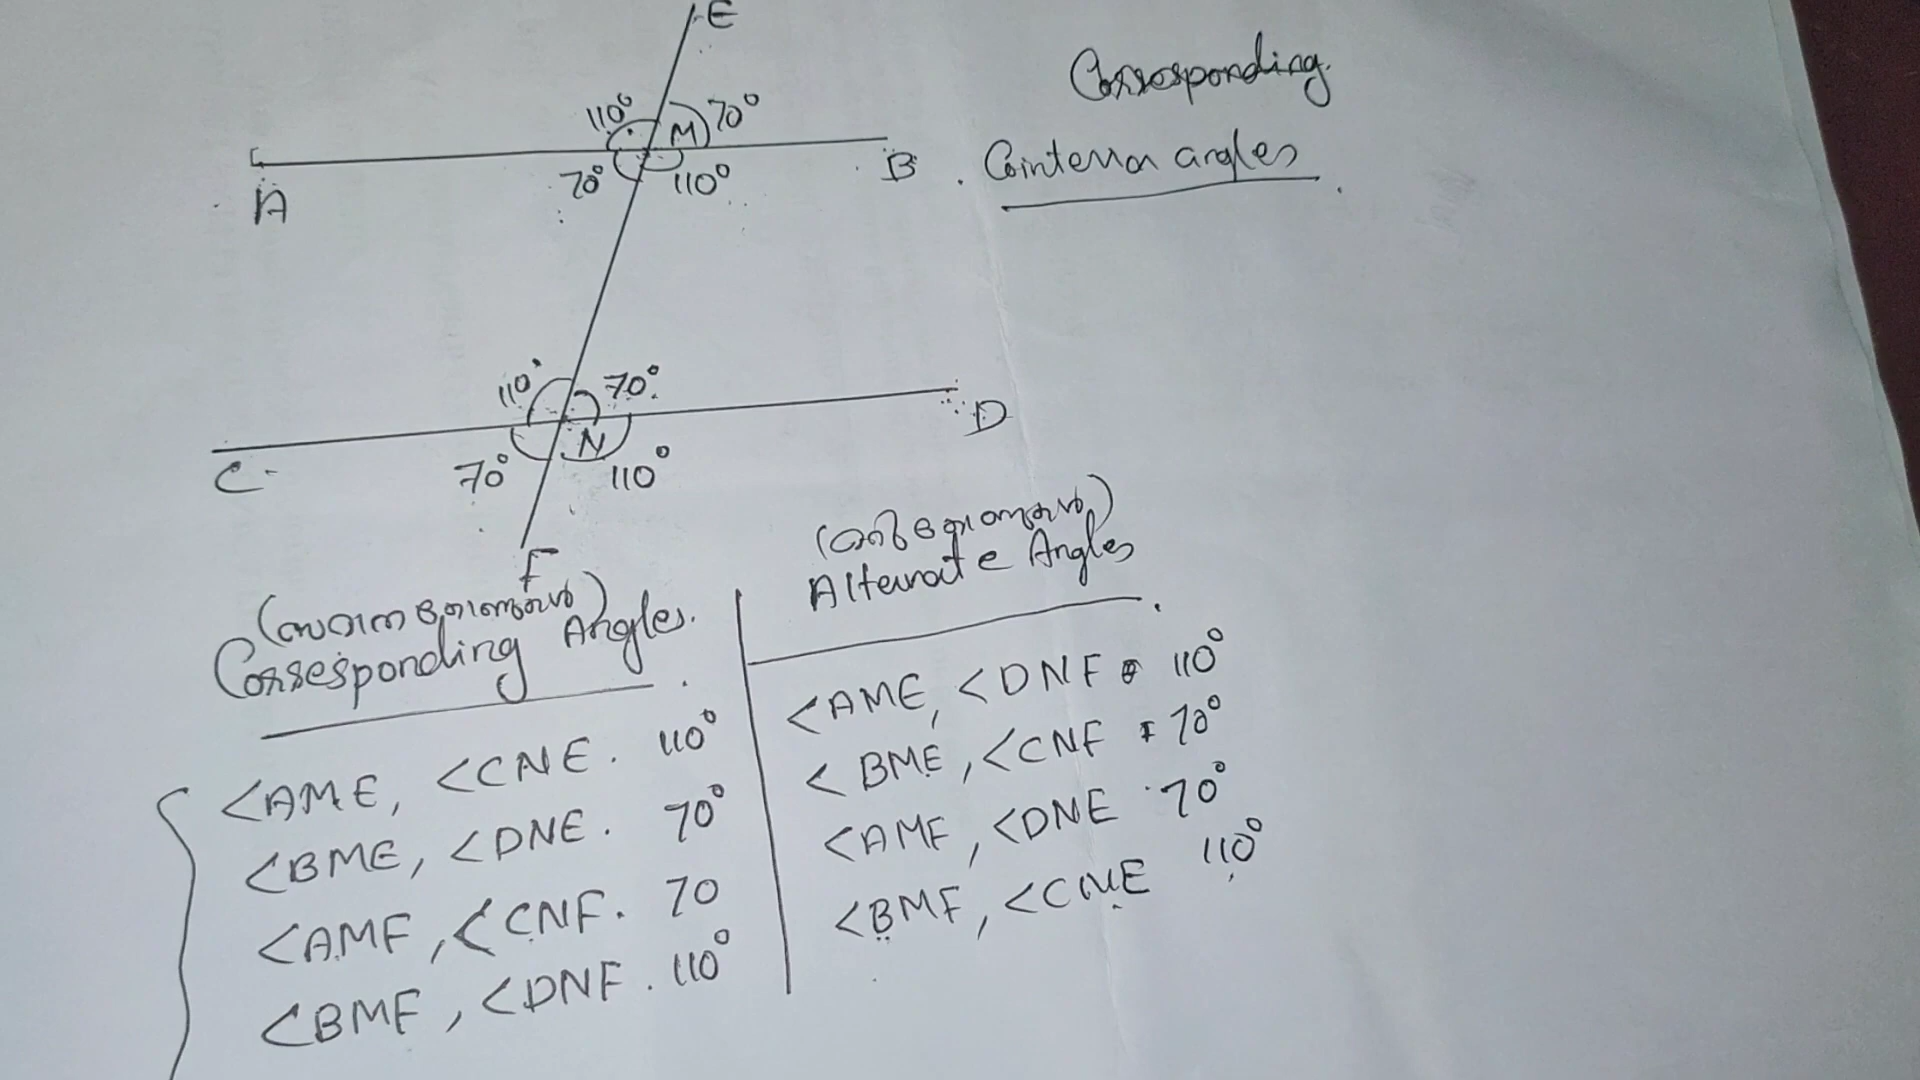 E
Corresponding.
110° 70°
M
A
70° 110°
B
Cointerior angles
110° 70°
N
C
70° 110°
D
F
(സമാന കോണുകൾ)
Corresponding Angles.
<AME, <CNE. 110°
<BME, <DNE. 70°
<AMF, <CNF. 70
<BMF, <DNF. 110°
Alternate Angles
<AME, <DNF 110°
<BME, <CNF = 70°
<AMF, <DNE 70°
<BMF, <CNE 110°